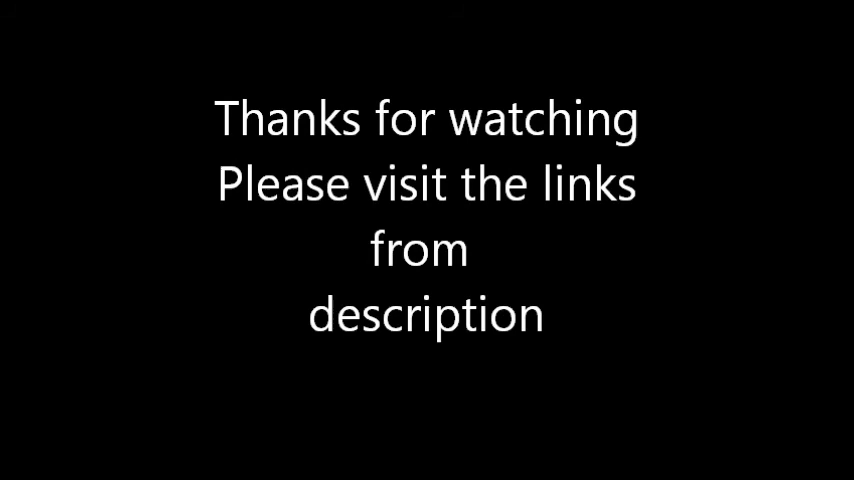 Thanks for watching
Please visit the links
from
description